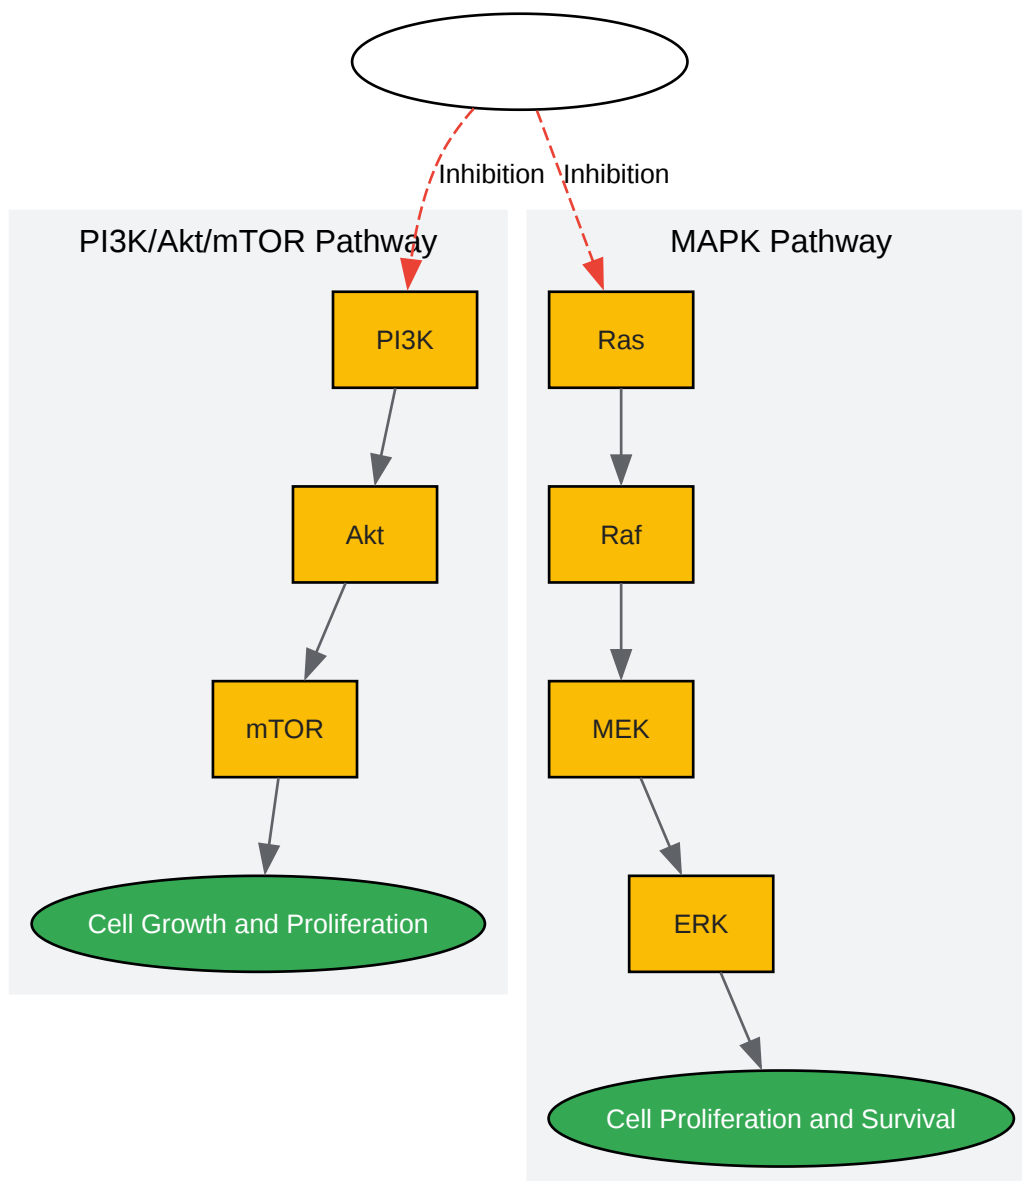 Inhibition
Inhibition
PI3K/Akt/mTOR Pathway
MAPK Pathway
PI3K
Ras
Akt
Raf
mTOR
MEK
Cell Growth and Proliferation
ERK
Cell Proliferation and Survival